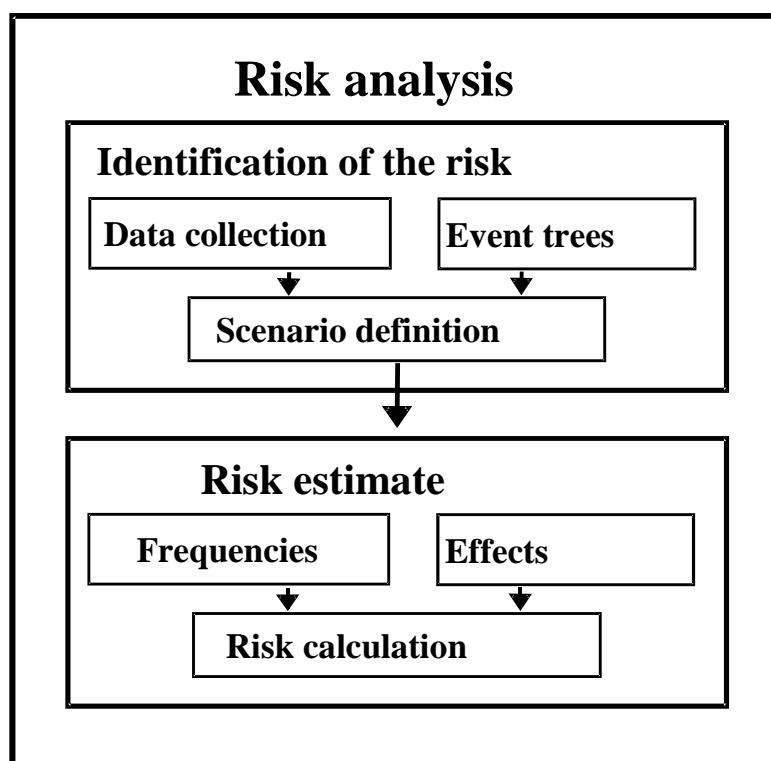 Risk analysis
Identification of the risk
Data collection
Event trees
Scenario definition
Risk estimate
Frequencies
Effects
Risk calculation